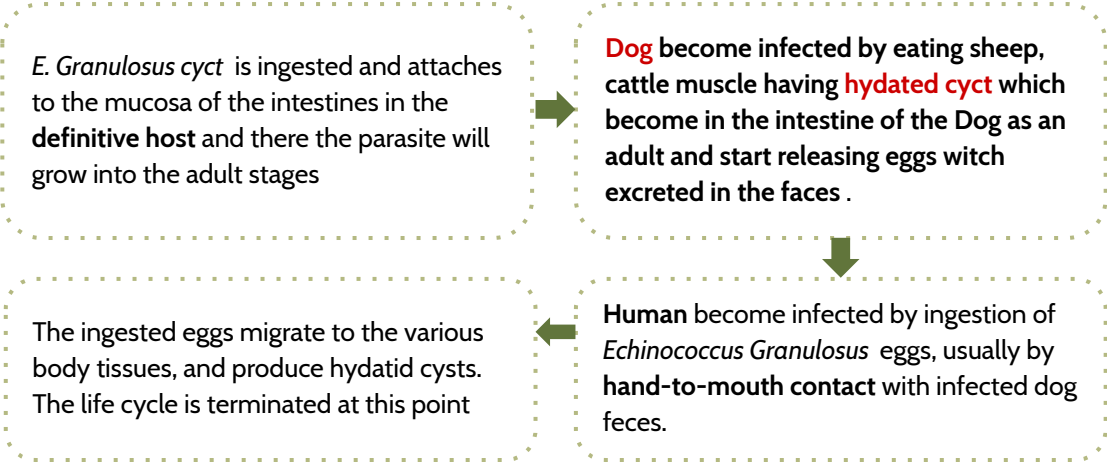 E. Granulosus cyct is ingested and attaches
to the mucosa of the intestines in the
definitive host and there the parasite will
grow into the adult stages
Dog become infected by eating sheep,
cattle muscle having hydated cyct which
become in the intestine of the Dog as an
adult and start releasing eggs witch
excreted in the faces .
Human become infected by ingestion of
Echinococcus Granulosus eggs, usually by
hand-to-mouth contact with infected dog
feces.
The ingested eggs migrate to the various
body tissues, and produce hydatid cysts.
The life cycle is terminated at this point